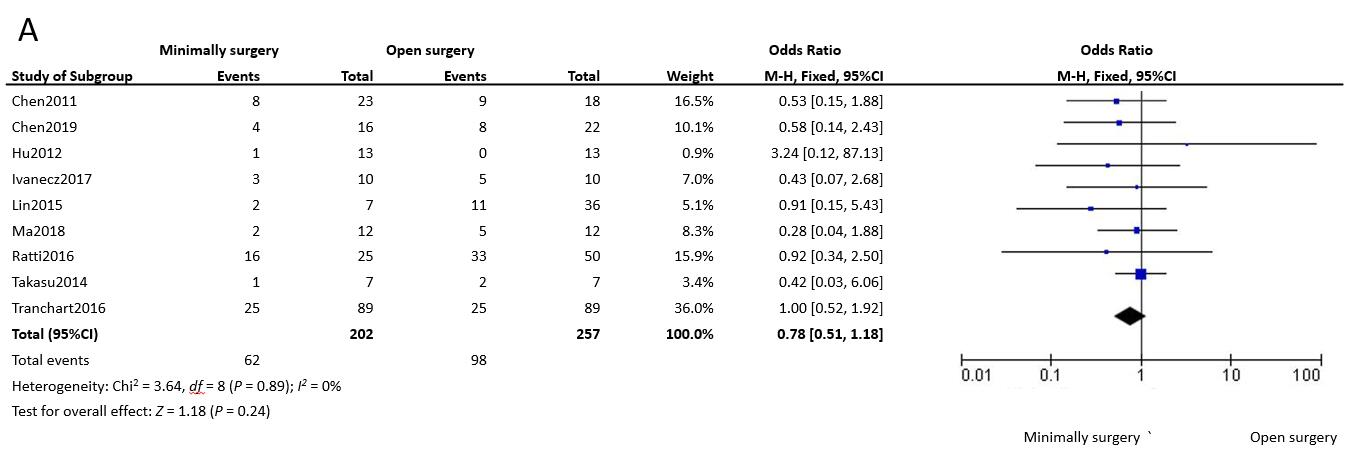 A
Minimally surgery Open surgery Odds Ratio Odds Ratio
Study of Subgroup Events Total Events Total Weight M-H, Fixed, 95%CI M-H, Fixed, 95%CI
Chen2011 8 23 9 18 16.5% 0.53 [0.15, 1.88]
Chen2019 4 16 8 22 10.1% 0.58 [0.14, 2.43]
Hu2012 1 13 0 13 0.9% 3.24 [0.12, 87.13]
Ivanecz2017 3 10 5 10 7.0% 0.43 [0.07, 2.68]
Lin2015 2 7 11 36 5.1% 0.91 [0.15, 5.43]
Ma2018 2 12 5 12 8.3% 0.28 [0.04, 1.88]
Ratti2016 16 25 33 50 15.9% 0.92 [0.34, 2.50]
Takasu2014 1 7 2 7 3.4% 0.42 [0.03, 6.06]
Tranchart2016 25 89 25 89 36.0% 1.00 [0.52, 1.92]
Total (95%CI) 202 257 100.0% 0.78 [0.51, 1.18]
Total events 62 98
Heterogeneity: Chi² = 3.64, df = 8 (P = 0.89); I² = 0%
Test for overall effect: Z = 1.18 (P = 0.24)
0.01 0.1 1 10 100
Minimally surgery ` Open surgery